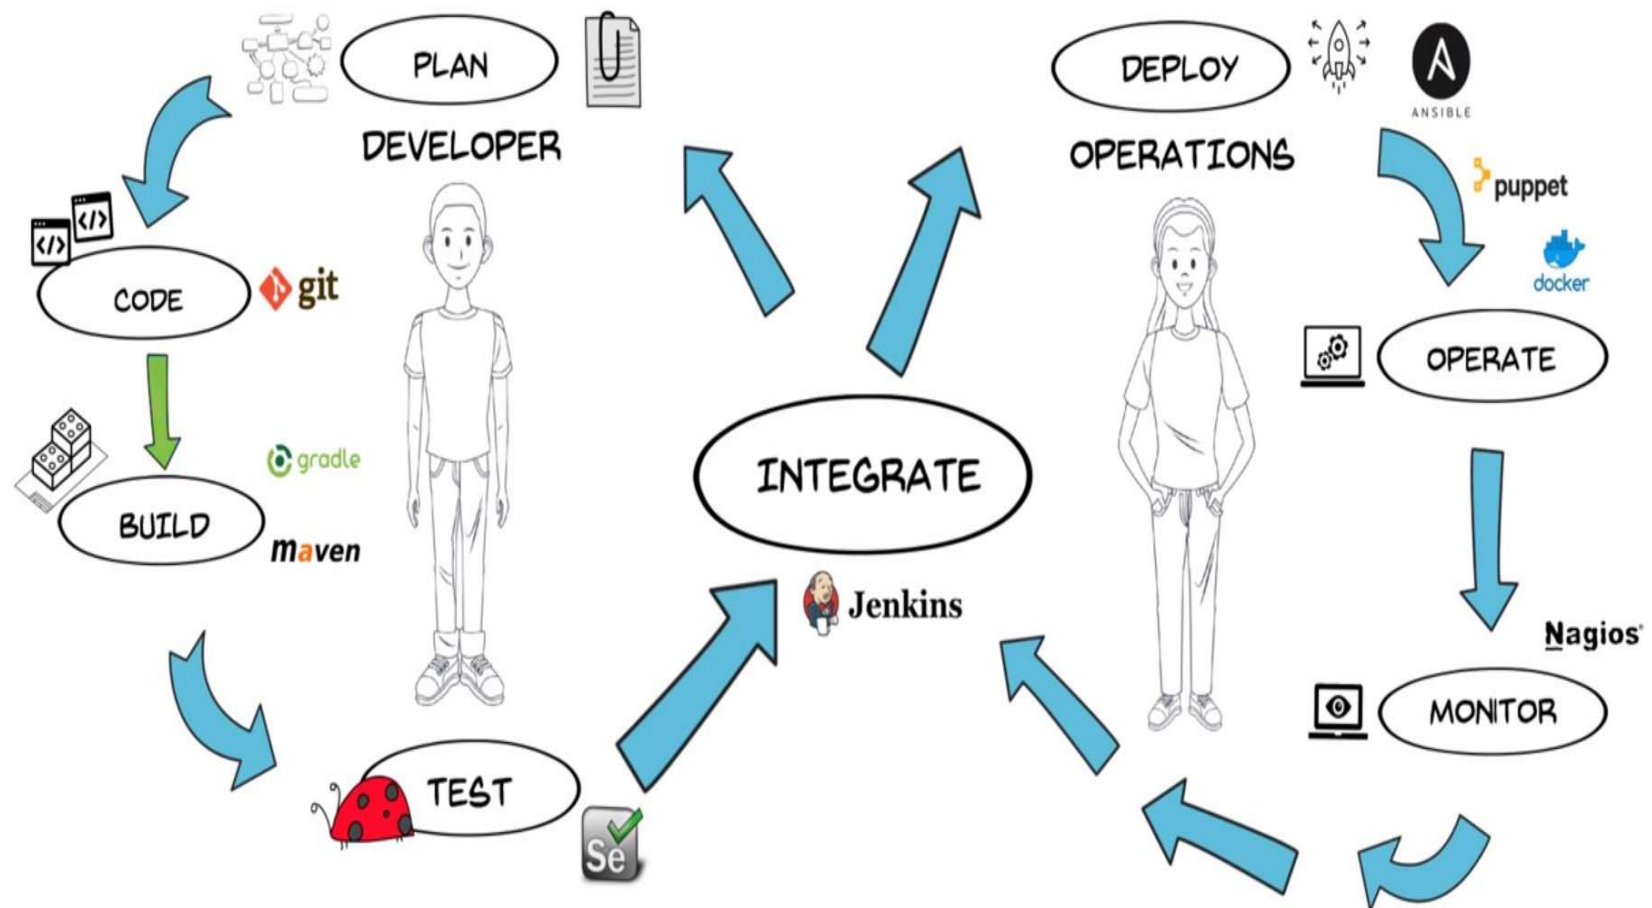 PLAN
DEVELOPER
</>
</>
CODE
git
gradle
BUILD
maven
TEST
Se
INTEGRATE
Jenkins
DEPLOY
ANSIBLE
OPERATIONS
puppet
docker
OPERATE
Nagios®
MONITOR